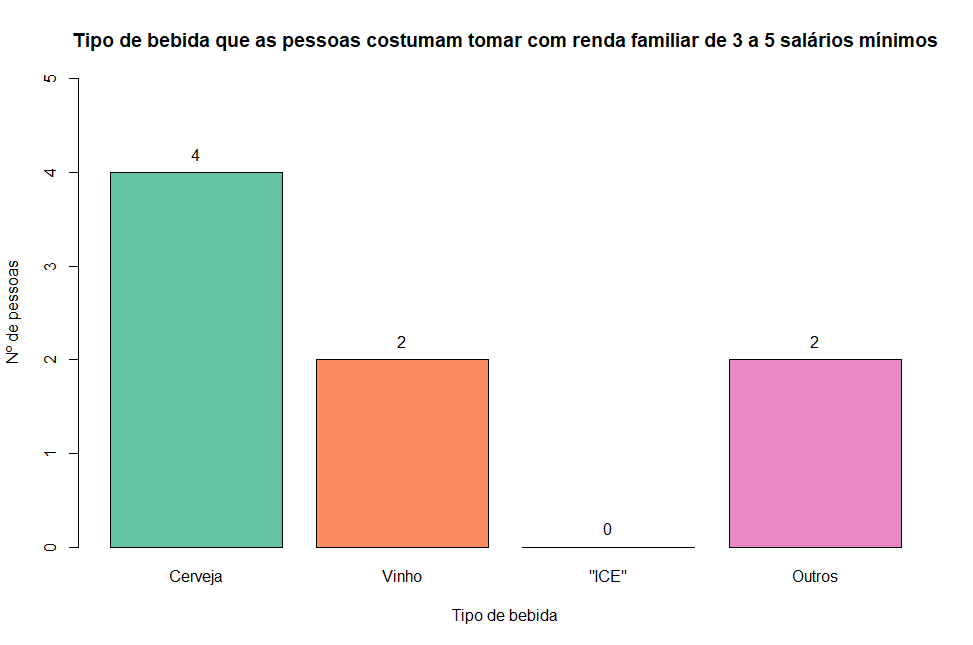 Tipo de bebida que as pessoas costumam tomar com renda familiar de 3 a 5 salários mínimos
5
4
3
2
1
0
Nº de pessoas
4
2
0
2
Cerveja
Vinho
"ICE"
Outros
Tipo de bebida